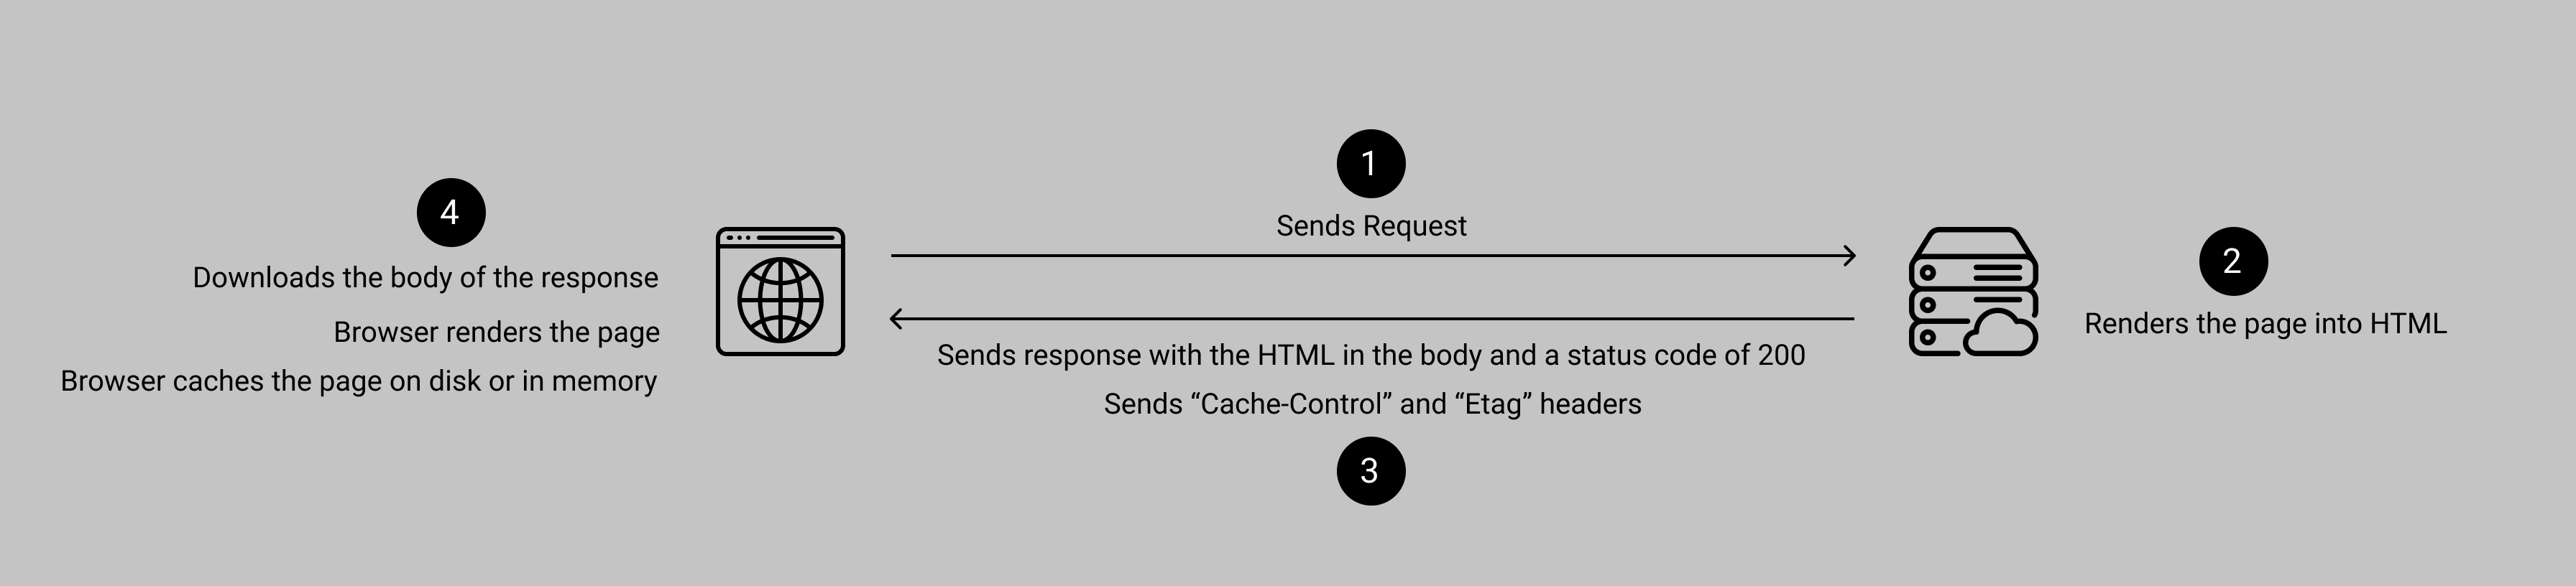 1
Sends Request
2
Renders the page into HTML
Sends response with the HTML in the body and a status code of 200
Sends “Cache-Control” and “Etag” headers
3
4
Downloads the body of the response
Browser renders the page
Browser caches the page on disk or in memory